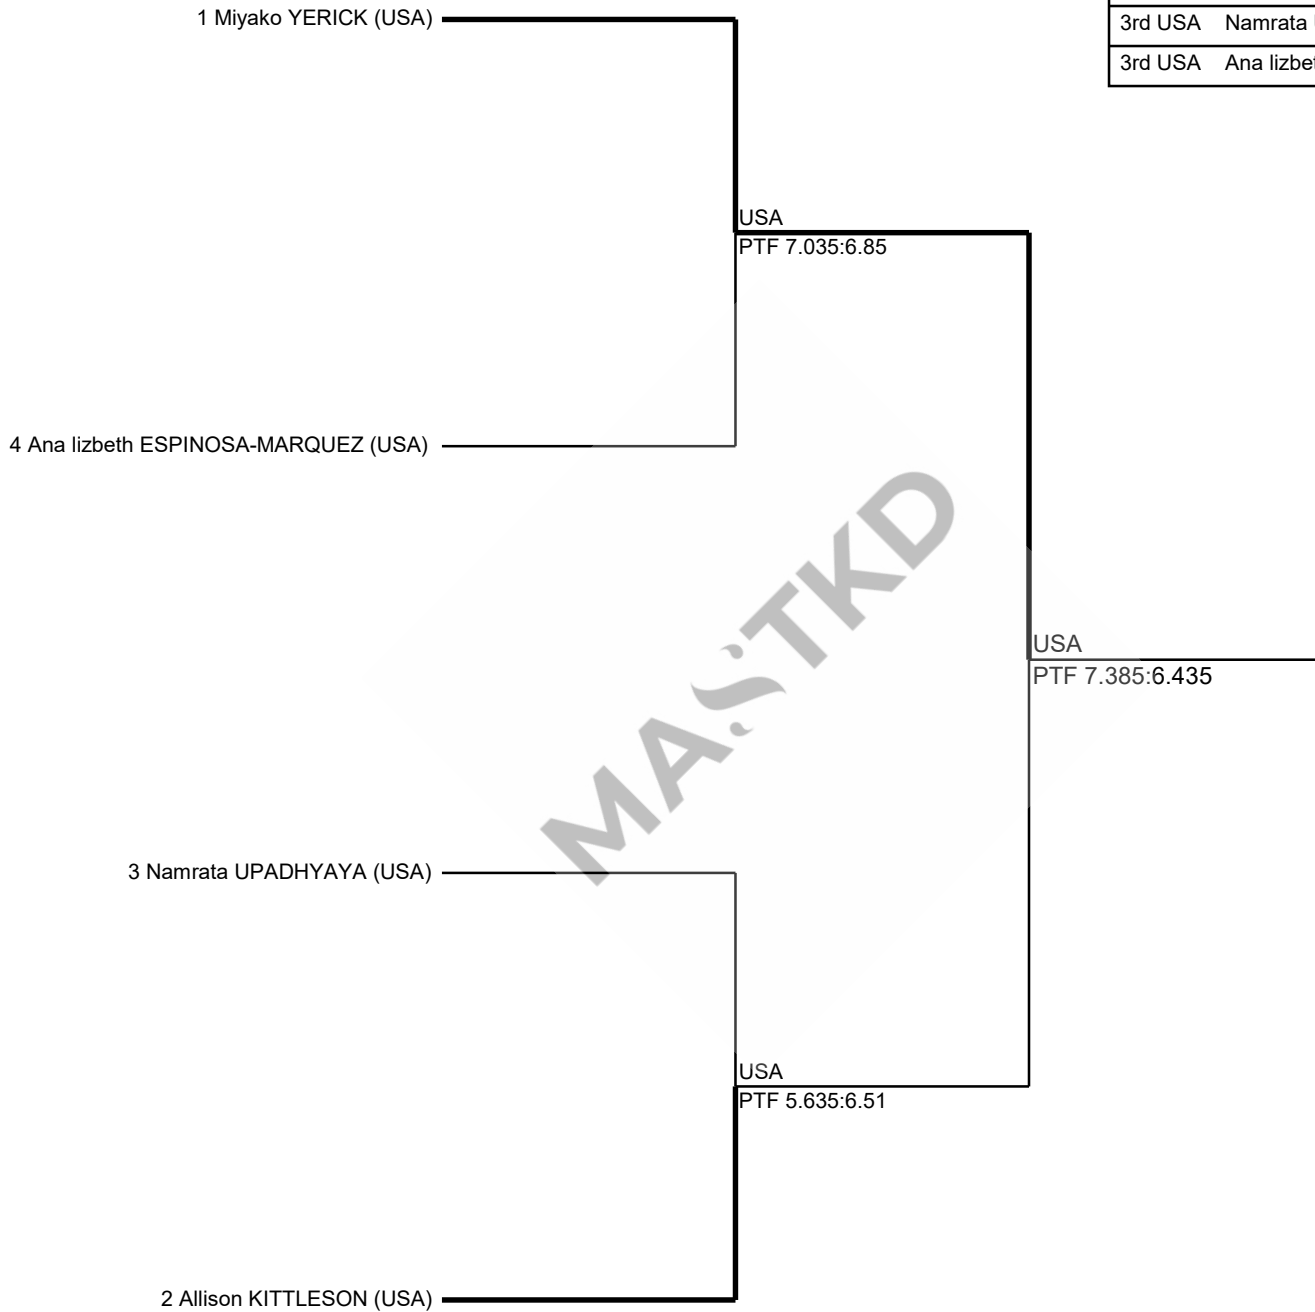 1 Miyako YERICK (USA)
3rd USA Namrata
3rd USA Ana lizbet
USA
PTF 7.035:6.85
4 Ana lizbeth ESPINOSA-MARQUEZ (USA)
MASTKD
USA
PTF 7.385:6.435
3 Namrata UPADHYAYA (USA)
USA
PTF 5.635:6.51
2 Allison KITTLESON (USA)